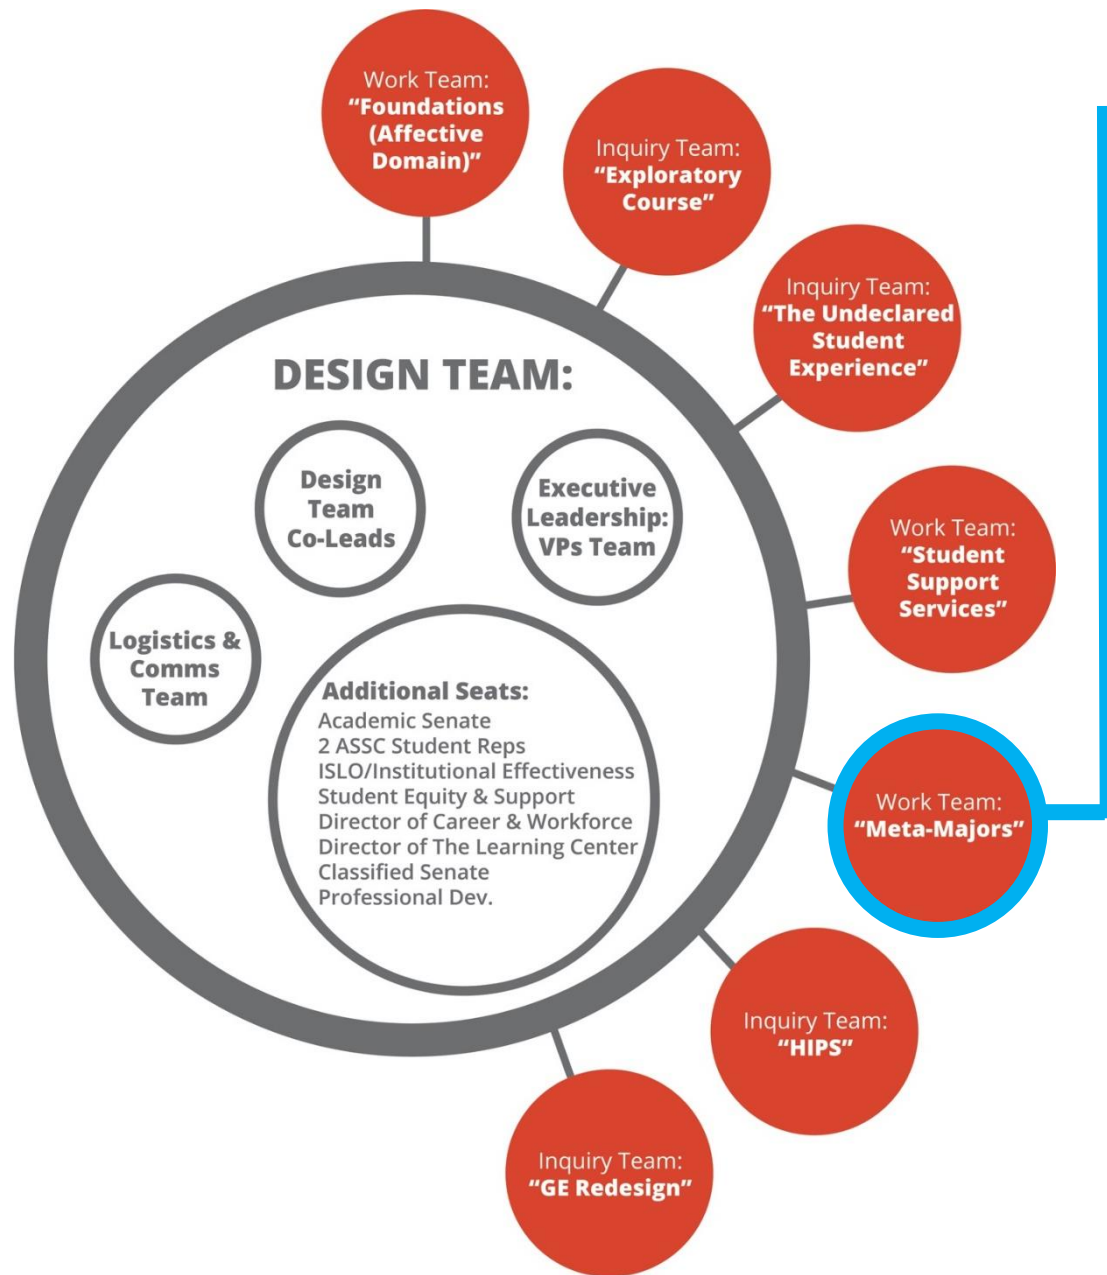 Work Team:
“Foundations
(Affective
Domain)”
Inquiry Team:
“Exploratory
Course”
Inquiry Team:
“The Undeclared
Student
Experience”
DESIGN TEAM:
Design
Team
Co-Leads
Executive
Leadership:
VPs Team
Work Team:
“Student
Support
Services”
Logistics &
Comms
Team
Additional Seats:
Academic Senate
2 ASSC Student Reps
ISLO/Institutional Effectiveness
Student Equity & Support
Director of Career & Workforce
Director of The Learning Center
Classified Senate
Professional Dev.
Work Team:
“Meta-Majors”
Inquiry Team:
“HIPS”
Inquiry Team:
“GE Redesign”